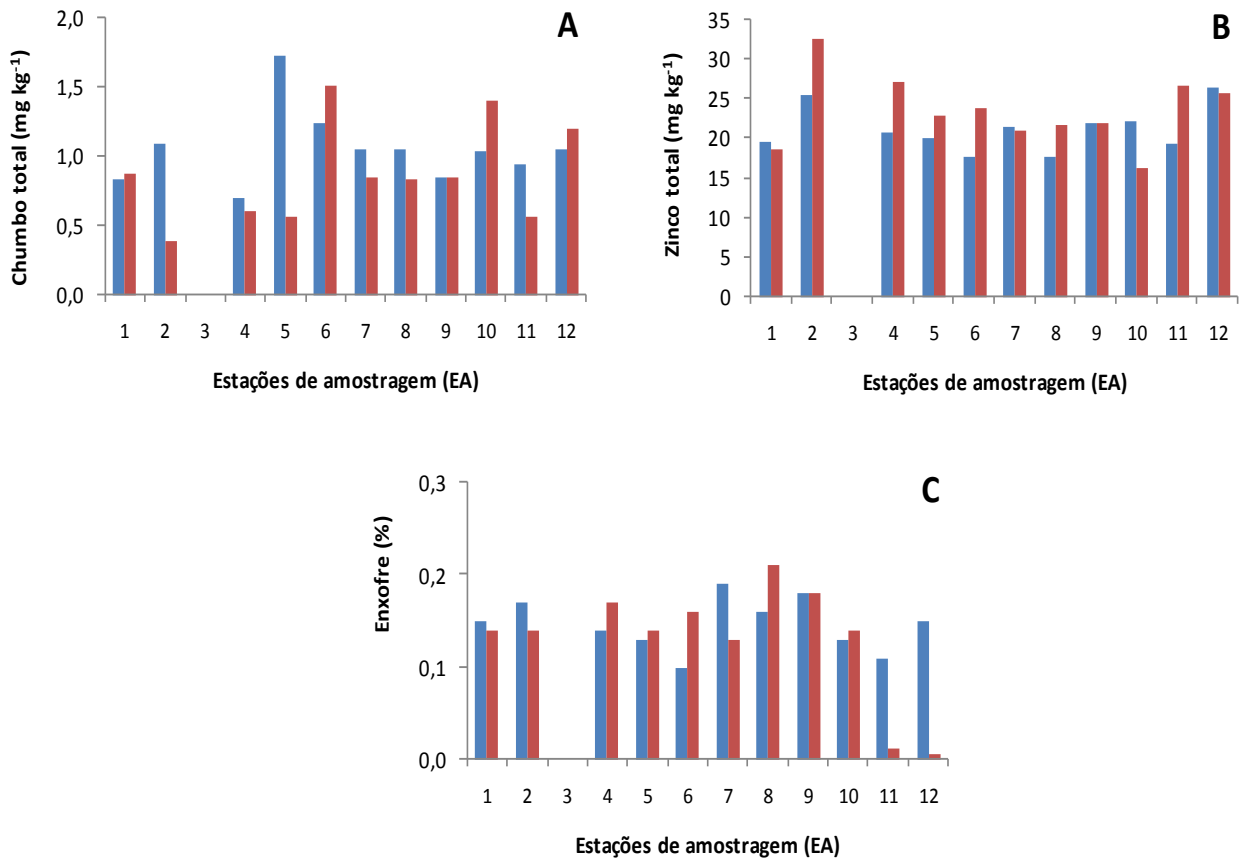 A
Chumbo total (mg kg⁻¹)
2,0
1,5
1,0
0,5
0,0
1 2 3 4 5 6 7 8 9 10 11 12
Estações de amostragem (EA)
B
Zinco total (mg kg⁻¹)
35
30
25
20
15
10
5
0
1 2 3 4 5 6 7 8 9 10 11 12
Estações de amostragem (EA)
C
Enxofre (%)
0,3
0,2
0,1
0,0
1 2 3 4 5 6 7 8 9 10 11 12
Estações de amostragem (EA)